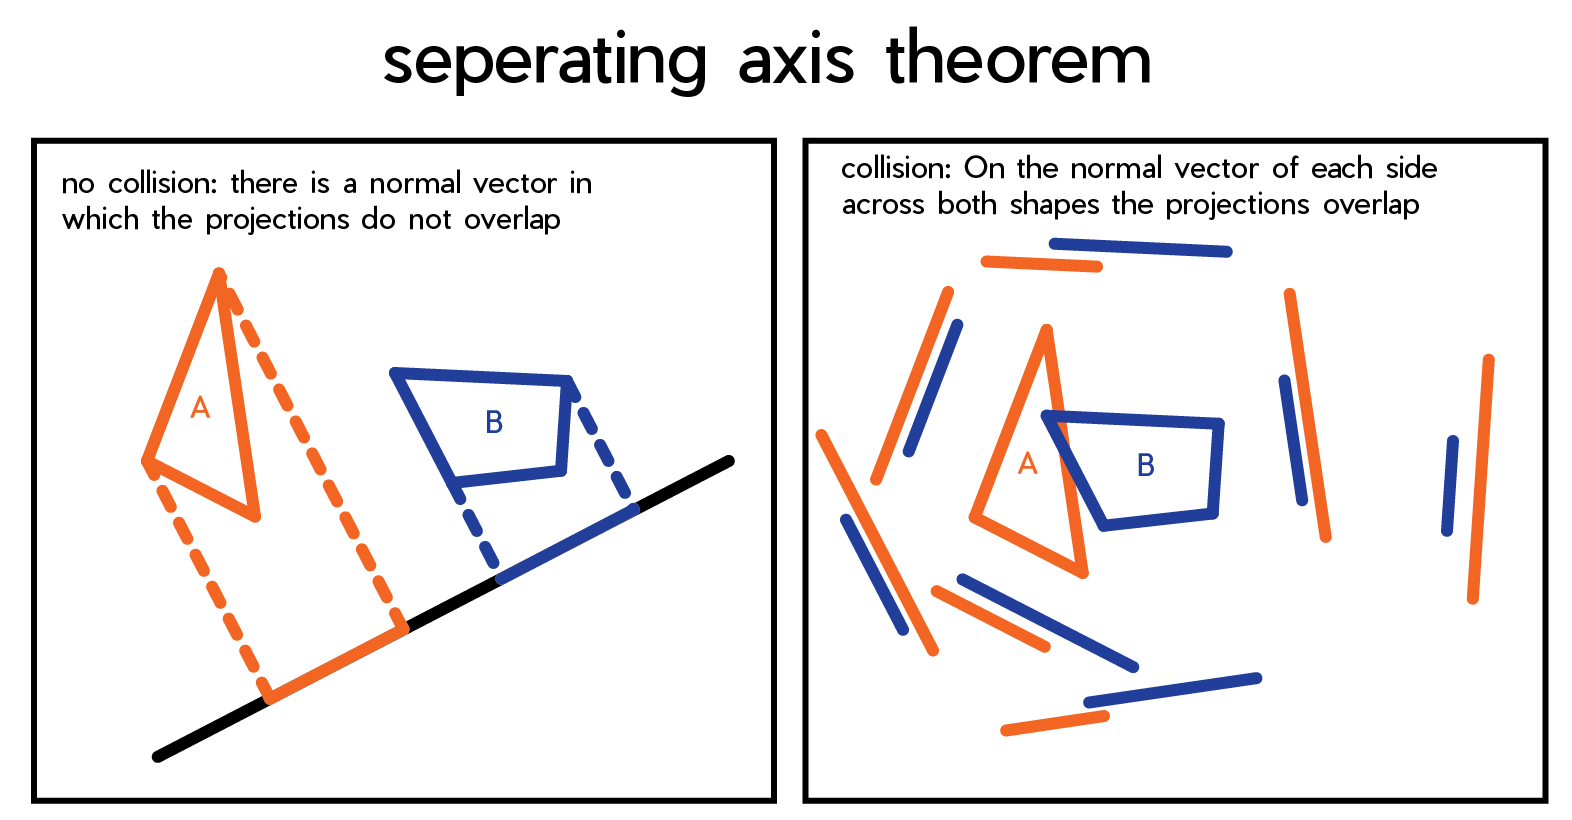 seperating axis theorem
no collision: there is a normal vector in
which the projections do not overlap
A
B
collision: On the normal vector of each side
across both shapes the projections overlap
A
B